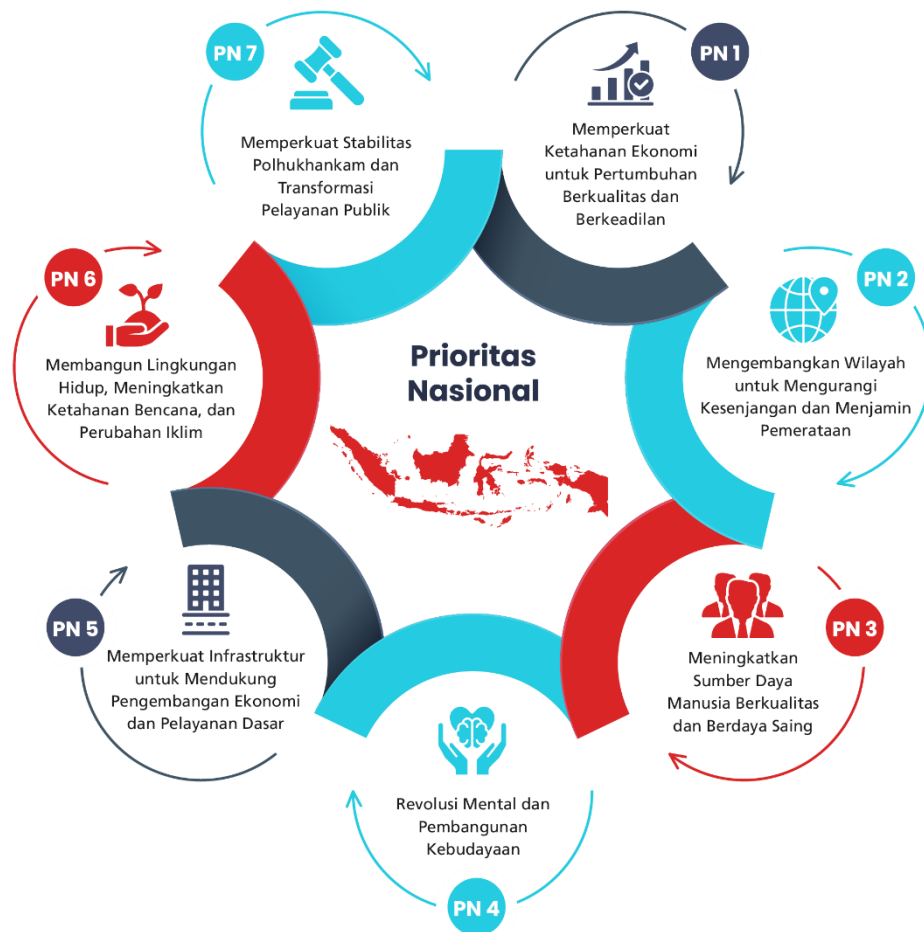 Prioritas
Nasional
PN 1
Memperkuat
Ketahanan Ekonomi
untuk Pertumbuhan
Berkualitas dan
Berkeadilan
PN 2
Mengembangkan Wilayah
untuk Mengurangi
Kesenjangan dan Menjamin
Pemerataan
PN 3
Meningkatkan
Sumber Daya
Manusia Berkualitas
dan Berdaya Saing
PN 4
Revolusi Mental dan
Pembangunan
Kebudayaan
PN 5
Memperkuat Infrastruktur
untuk Mendukung
Pengembangan Ekonomi
dan Pelayanan Dasar
PN 6
Membangun Lingkungan
Hidup, Meningkatkan
Ketahanan Bencana, dan
Perubahan Iklim
PN 7
Memperkuat Stabilitas
Polhukhankam dan
Transformasi
Pelayanan Publik